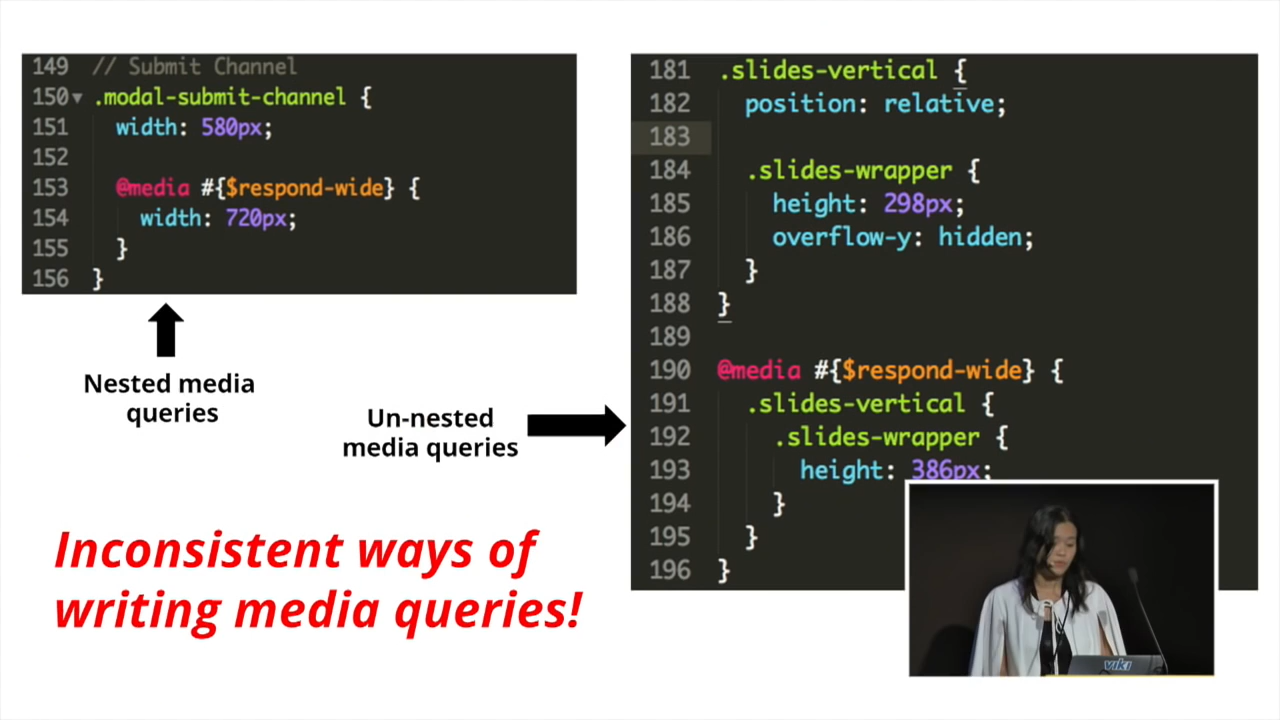 149 // Submit Channel
150 .modal-submit-channel {
151 width: 580px;
152
153 @media #{$respond-wide} {
154 width: 720px;
155 }
156 }
Nested media
queries
Un-nested
media queries
Inconsistent ways of
writing media queries!
181 .slides-vertical {
182 position: relative;
183
184 .slides-wrapper {
185 height: 298px;
186 overflow-y: hidden;
187 }
188 }
189
190 @media #{$respond-wide} {
191 .slides-vertical {
192 .slides-wrapper {
193 height: 386px;
194 }
195 }
196 }
viki